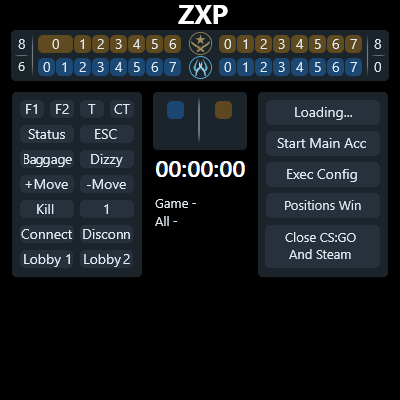 ZXP
8 0 1 2 3 4 5 6 0 1 2 3 4 5 6 7 8
6 0 1 2 3 4 5 6 7 0 1 2 3 4 5 6 7 0
F1 F2 T CT
Status ESC
Baggage Dizzy
+Move -Move
Kill 1
Connect Disconn
Lobby 1 Lobby 2
00:00:00
Game -
All -
Loading...
Start Main Acc
Exec Config
Positions Win
Close CS:GO
And Steam